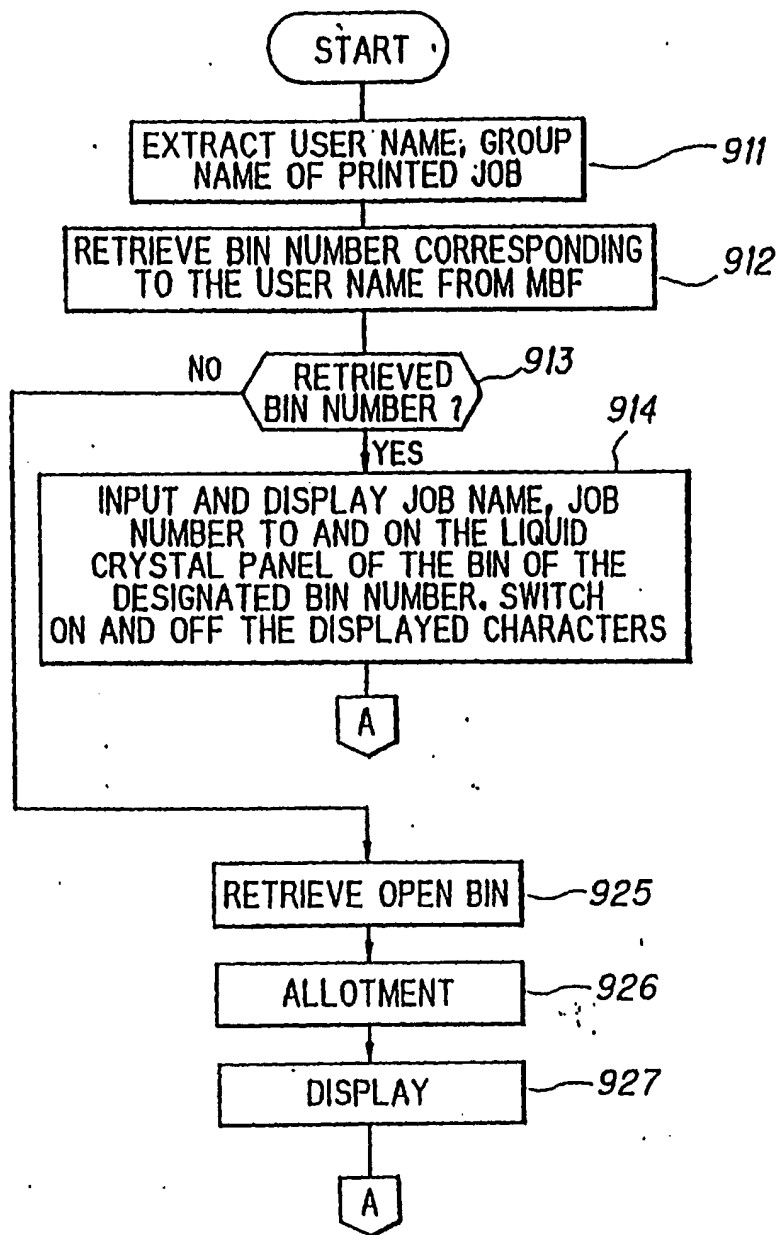 START
EXTRACT USER NAME, GROUP
NAME OF PRINTED JOB
911
RETRIEVE BIN NUMBER CORRESPONDING
TO THE USER NAME FROM MBF
912
NO
RETRIEVED
BIN NUMBER ?
913
YES
914
INPUT AND DISPLAY JOB NAME, JOB
NUMBER TO AND ON THE LIQUID
CRYSTAL PANEL OF THE BIN OF THE
DESIGNATED BIN NUMBER. SWITCH
ON AND OFF THE DISPLAYED CHARACTERS
A
RETRIEVE OPEN BIN
925
ALLOTMENT
926
DISPLAY
927
A